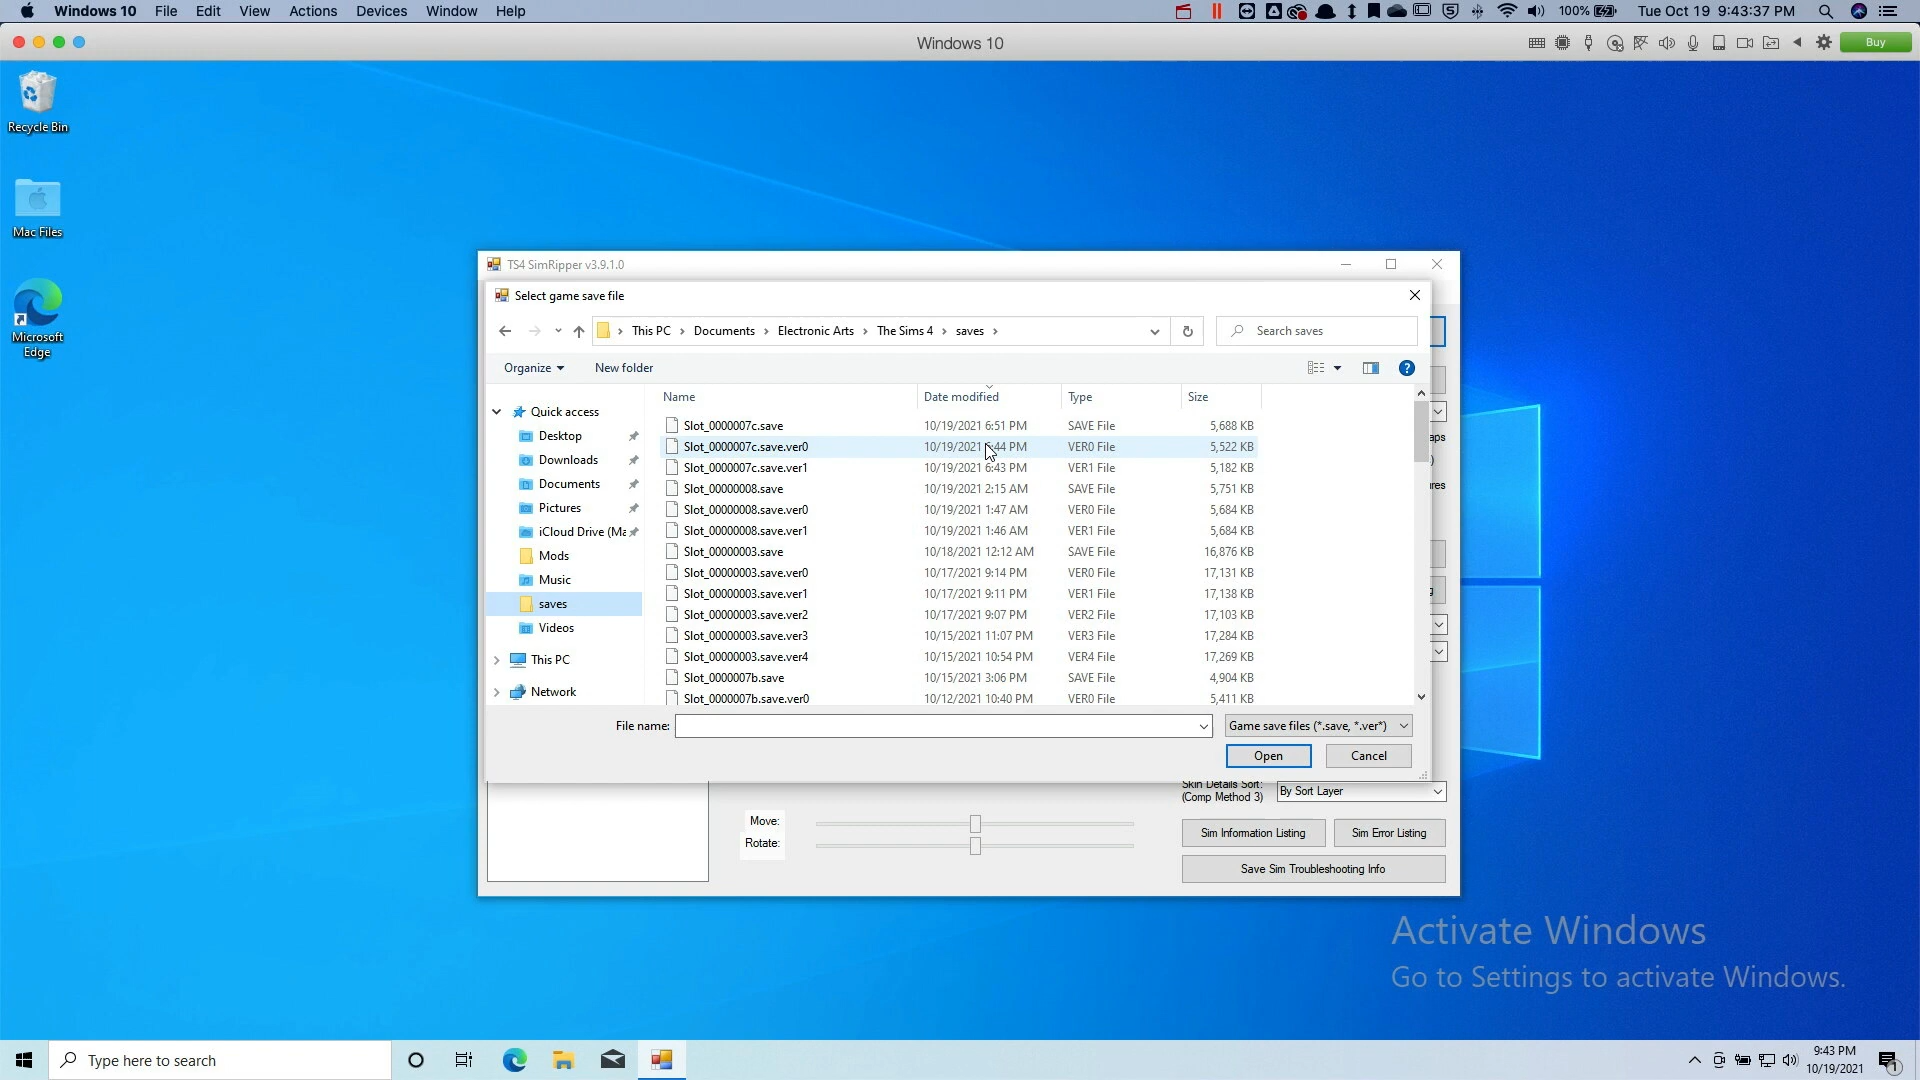 Windows 10 File Edit View Actions Devices Window Help 100% Tue Oct 19 9:43:37 PM
Windows 10 Buy
Recycle Bin
Mac Files
Microsoft
Edge
TS4 SimRipper v3.9.1.0
Select game save file
This PC Documents Electronic Arts The Sims 4 saves Search saves
Organize New folder
Name Date modified Type Size
Quick access
Desktop
Downloads
Documents
Pictures
iCloud Drive (Ma
Mods
Music
saves
Videos
This PC
Network
Slot_0000007c.save 10/19/2021 6:51 PM SAVE File 5,688 KB
Slot_0000007c.save.ver0 10/19/2021 6:44 PM VER0 File 5,522 KB
Slot_0000007c.save.ver1 10/19/2021 6:43 PM VER1 File 5,182 KB
Slot_00000008.save 10/19/2021 2:15 AM SAVE File 5,751 KB
Slot_00000008.save.ver0 10/19/2021 1:47 AM VER0 File 5,684 KB
Slot_00000008.save.ver1 10/19/2021 1:46 AM VER1 File 5,684 KB
Slot_00000003.save 10/18/2021 12:12 AM SAVE File 16,876 KB
Slot_00000003.save.ver0 10/17/2021 9:14 PM VER0 File 17,131 KB
Slot_00000003.save.ver1 10/17/2021 9:11 PM VER1 File 17,138 KB
Slot_00000003.save.ver2 10/17/2021 9:07 PM VER2 File 17,103 KB
Slot_00000003.save.ver3 10/15/2021 11:07 PM VER3 File 17,284 KB
Slot_00000003.save.ver4 10/15/2021 10:54 PM VER4 File 17,269 KB
Slot_0000007b.save 10/15/2021 3:06 PM SAVE File 4,904 KB
Slot_0000007b.save.ver0 10/12/2021 10:40 PM VER0 File 5,411 KB
aps
)
res
g
File name: Game save files (*.save, *.ver*)
Open Cancel
Skin Details Sort:
(Comp Method 3) By Sort Layer
Move:
Rotate:
Sim Information Listing Sim Error Listing
Save Sim Troubleshooting Info
Activate Windows
Go to Settings to activate Windows.
Type here to search
9:43 PM
10/19/2021
1